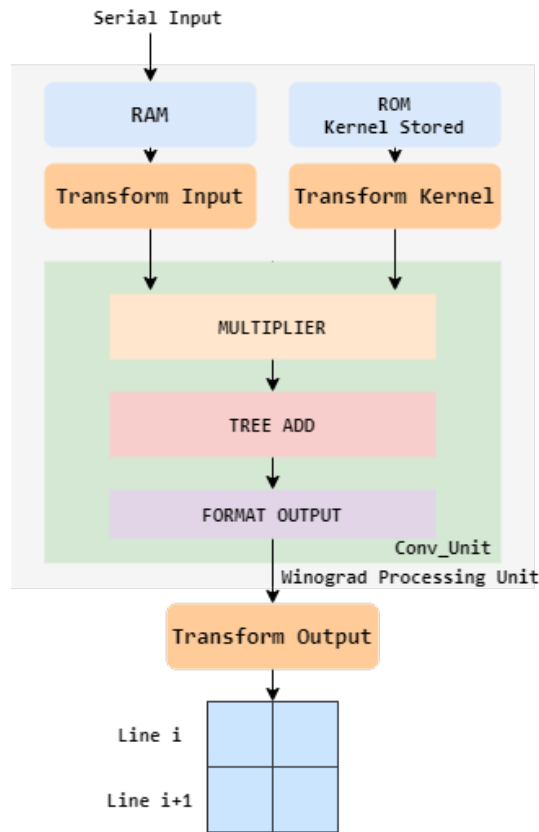 Serial Input
RAM
ROM
Kernel Stored
Transform Input
Transform Kernel
MULTIPLIER
TREE ADD
FORMAT OUTPUT
Conv_Unit
Winograd Processing Unit
Transform Output
Line i
Line i+1